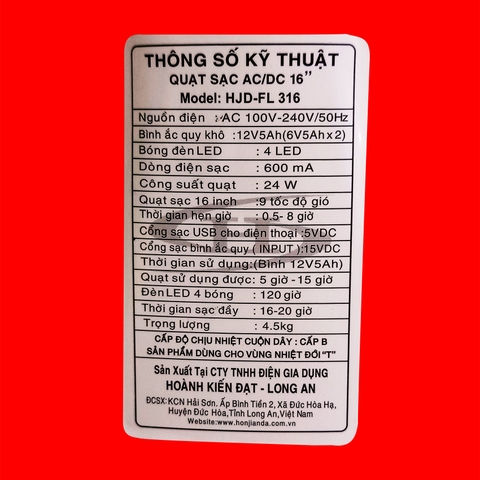 THÔNG SỐ KỸ THUẬT
QUẠT SẠC AC/DC 16"
Model: HJD-FL 316
Nguồn điện : AC 100V-240V/50Hz
Bình ắc quy khô : 12V5Ah(6V5Ahx2)
Bóng đèn LED : 4 LED
Dòng điện sạc : 600 mA
Công suất quạt : 24 W
Quạt sạc 16 inch : 9 tốc độ gió
Thời gian hẹn giờ : 0.5- 8 giờ
Cổng sạc USB cho điện thoại :5VDC
Cổng sạc bình ắc quy ( INPUT ) :15VDC
Thời gian sử dụng:(Bình 12V5Ah)
Quạt sử dụng được: 5 giờ -15 giờ
ĐènLED 4 bóng : 120 giờ
Thời gian sạc đầy : 16-20 giờ
Trọng lượng : 4.5kg
CẤP ĐỘ CHỊU NHIỆT CUỘN DÂY : CẤP B
SẢN PHẨM DÙNG CHO VÙNG NHIỆT ĐỚI "T"
Sản Xuất Tại CTY TNHH ĐIỆN GIA DỤNG
HOÀNH KIẾN ĐẠT - LONG AN
ĐCSX: KCN Hải Sơn. Ấp Bình Tiền 2, Xã Đức Hòa Hạ,
Huyện Đức Hòa,Tỉnh Long An,Việt Nam
Website:www.honjianda.com.vn